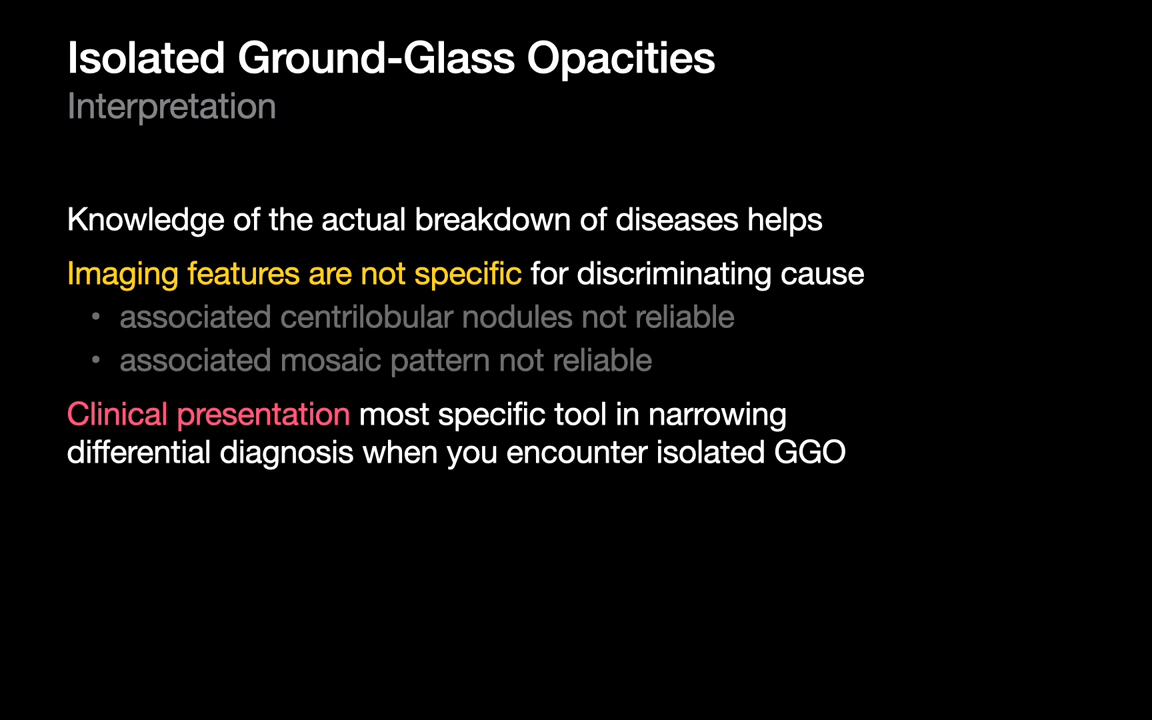 Isolated Ground-Glass Opacities
Interpretation
Knowledge of the actual breakdown of diseases helps
Imaging features are not specific for discriminating cause
• associated centrilobular nodules not reliable
• associated mosaic pattern not reliable
Clinical presentation most specific tool in narrowing
differential diagnosis when you encounter isolated GGO